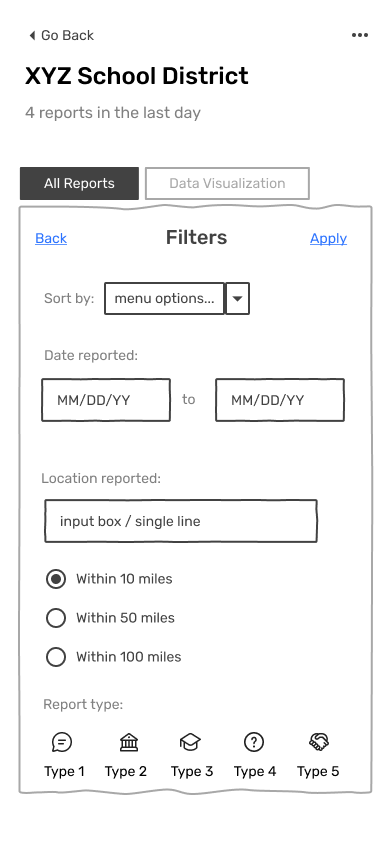 Go Back
XYZ School District
4 reports in the last day
All Reports Data Visualization
Back Filters Apply
Sort by: menu options...
Date reported:
MM/DD/YY to MM/DD/YY
Location reported:
input box / single line
Within 10 miles
Within 50 miles
Within 100 miles
Report type:
Type 1 Type 2 Type 3 Type 4 Type 5